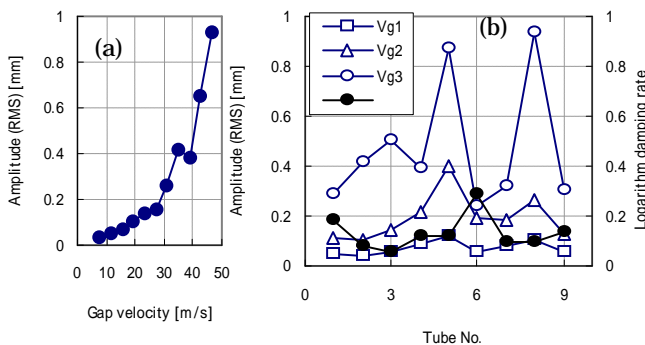 (a)
Amplitude (RMS) [mm]
1
0.8
0.6
0.4
0.2
0
0 10 20 30 40 50
Gap velocity [m/s]
(b)
Vg1
Vg2
Vg3
Amplitude (RMS) [mm]
1
0.8
0.6
0.4
0.2
0
0 3 6 9
Tube No.
1
0.8
0.6
0.4
0.2
0
Logarithm damping rate